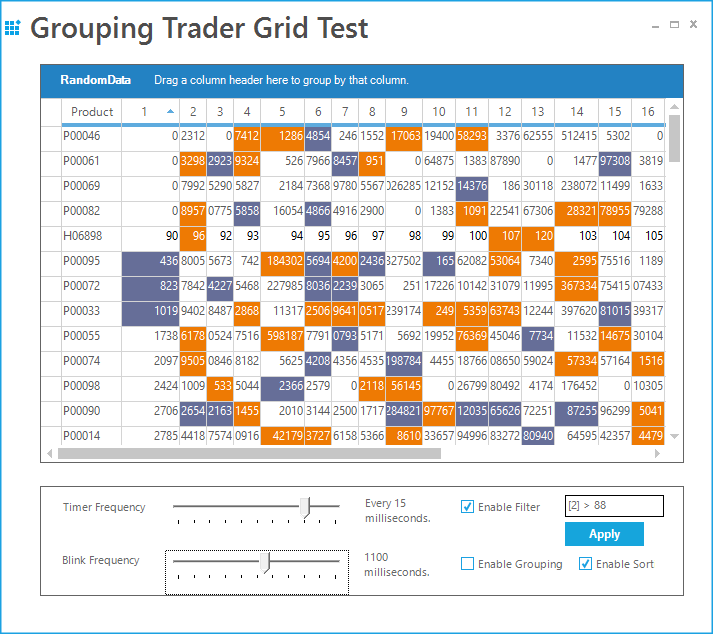 Grouping Trader Grid Test
RandomData Drag a column header here to group by that column.
Product 1 2 3 4 5 6 7 8 9 10 11 12 13 14 15 16
P00046 0 2312 0 7412 1286 4854 246 1552 17063 19400 58293 3376 62555 512415 5302 0
P00061 0 3298 2923 9324 526 7966 8457 951 0 64875 1383 87890 0 1477 97308 3819
P00069 0 7992 5290 5827 2184 7368 9780 5567 026285 12152 14376 186 30118 238072 11499 1633
P00082 0 8957 0775 5858 16054 4866 4916 2900 0 1383 1091 22541 67306 28321 78955 79288
H06898 90 96 92 93 94 95 96 97 98 99 100 107 120 103 104 105
P00095 436 8005 5673 742 184302 5694 4200 2436 327502 165 62082 53064 7340 2595 75516 1189
P00072 823 7842 4227 5468 227985 8036 2239 3065 251 17226 10142 31079 11995 367334 75415 07433
P00033 1019 9402 8487 2868 11317 2506 9641 0517 239174 249 5359 63743 12244 397620 81015 39317
P00055 1738 6178 0524 7516 598187 7791 0793 5171 5692 19952 76369 45046 7734 11532 14675 30104
P00074 2097 9505 0846 8182 5625 4208 4356 4535 198784 4455 18766 08650 59024 57334 57164 1516
P00098 2424 1009 533 5044 2366 2579 0 2118 56145 0 26799 80492 4174 176452 0 10305
P00090 2706 2654 2163 1455 2010 3144 2500 1717 284821 97767 12035 65626 72251 87255 96299 5041
P00014 2785 4418 7574 0916 42179 3727 6158 5366 8610 33657 94996 83272 80940 64595 42357 4479
Timer Frequency Every 15 milliseconds. Enable Filter [2] > 88
Apply
Blink Frequency 1100 milliseconds. Enable Grouping Enable Sort